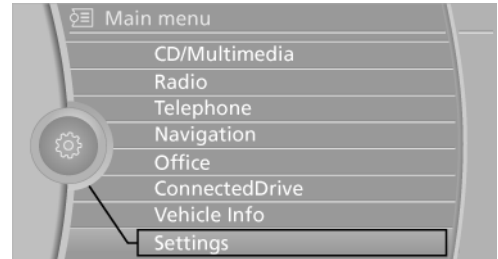 Main menu
CD/Multimedia
Radio
Telephone
Navigation
Office
ConnectedDrive
Vehicle Info
Settings